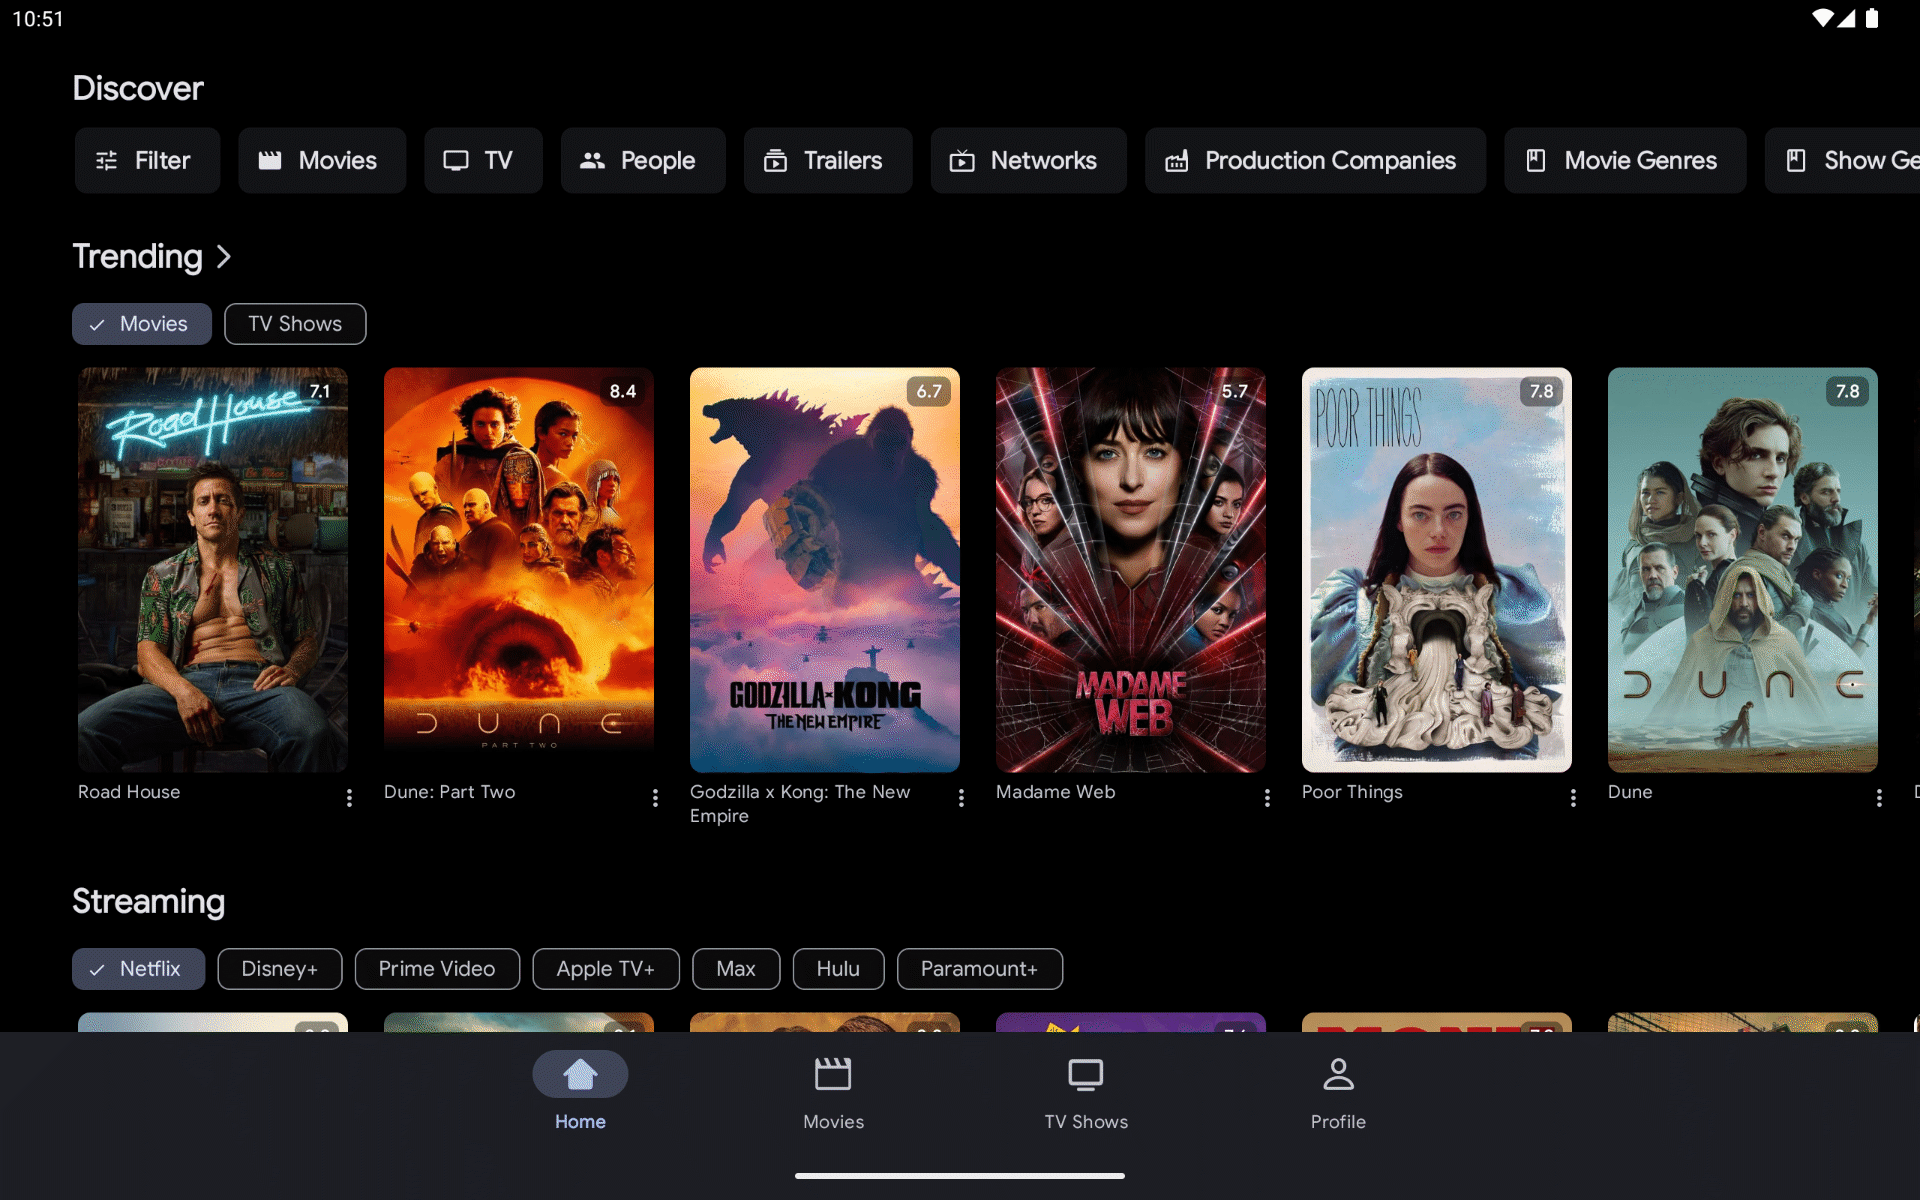 10:51
Discover
Filter
Movies
TV
People
Trailers
Networks
Production Companies
Movie Genres
Show Ge
Trending
Movies
TV Shows
Road House
7.1
8.4
DUNE
PART TWO
6.7
GODZILLA x KONG
THE NEW EMPIRE
5.7
MADAME
WEB
7.8
POOR THINGS
7.8
DUNE
Road House
Dune: Part Two
Godzilla x Kong: The New
Empire
Madame Web
Poor Things
Dune
Streaming
Netflix
Disney+
Prime Video
Apple TV+
Max
Hulu
Paramount+
Home
Movies
TV Shows
Profile